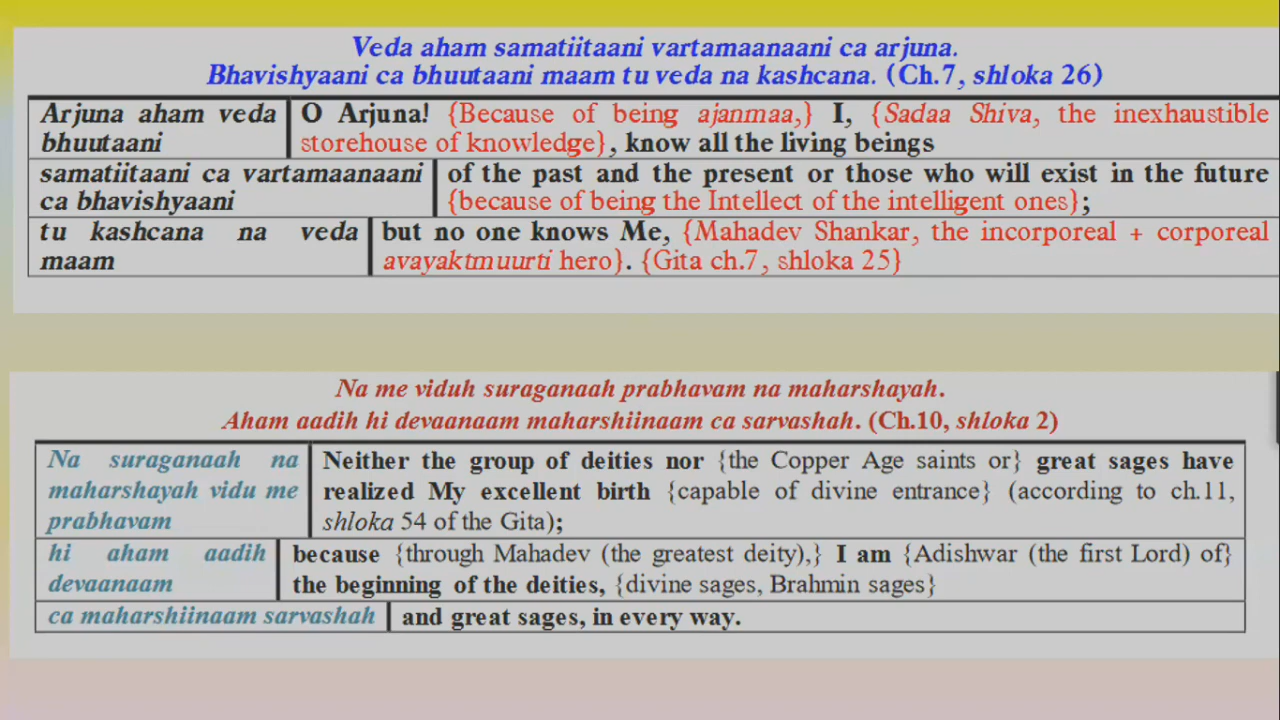 Veda aham samatiitaani vartamaanaani ca arjuna.
Bhavishyaani ca bhuutaani maam tu veda na kashcana. (Ch.7, shloka 26)
Arjuna aham veda bhuutaani
O Arjuna! {Because of being ajanmaa,} I, {Sadaa Shiva, the inexhaustible
storehouse of knowledge}, know all the living beings
samatiitaani ca vartamaanaani
ca bhavishyaani
of the past and the present or those who will exist in the future
{because of being the Intellect of the intelligent ones};
tu kashcana na veda
maam
but no one knows Me, {Mahadev Shankar, the incorporeal + corporeal
avayaktmuurti hero}. {Gita ch.7, shloka 25}
Na me viduh suraganaah prabhavam na maharshayah.
Aham aadih hi devaanaam maharshiinaam ca sarvashah. (Ch.10, shloka 2)
Na suraganaah na
maharshayah vidu me
prabhavam
Neither the group of deities nor {the Copper Age saints or} great sages have
realized My excellent birth {capable of divine entrance} (according to ch.11,
shloka 54 of the Gita);
hi aham aadih
devaanaam
because {through Mahadev (the greatest deity),} I am {Adishwar (the first Lord) of}
the beginning of the deities, {divine sages, Brahmin sages}
ca maharshiinaam sarvashah
and great sages, in every way.